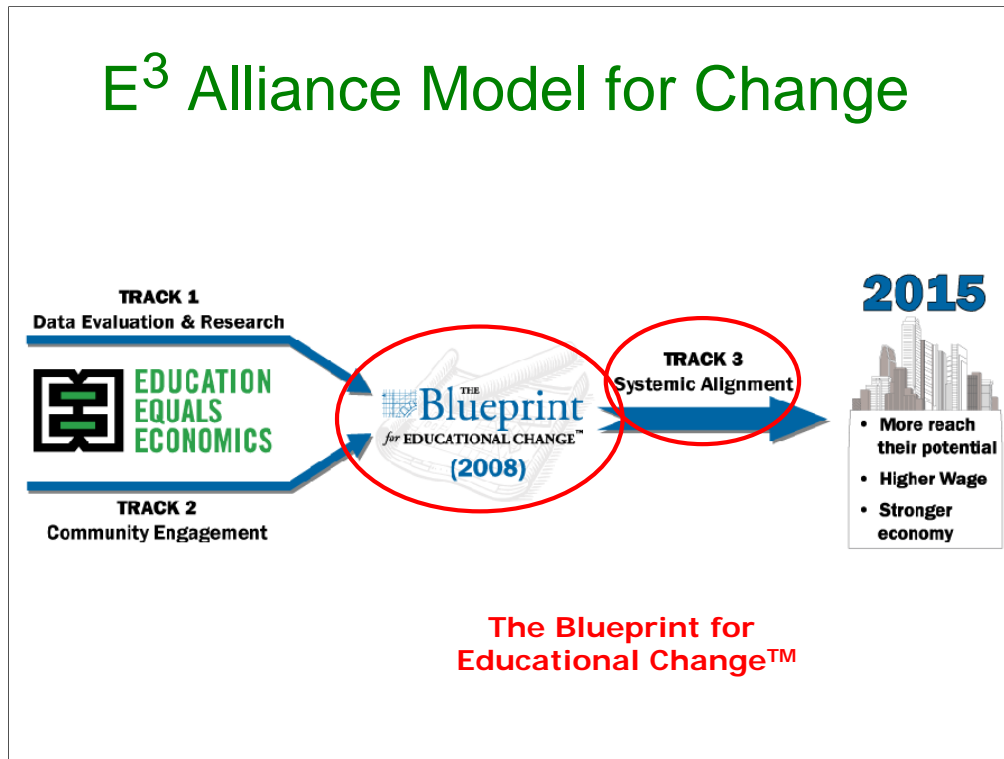 E³ Alliance Model for Change
TRACK 1
Data Evaluation & Research
EDUCATION
EQUALS
ECONOMICS
TRACK 2
Community Engagement
THE
Blueprint
for EDUCATIONAL CHANGE™
(2008)
TRACK 3
Systemic Alignment
2015
• More reach
their potential
• Higher Wage
• Stronger
economy
The Blueprint for
Educational Change™